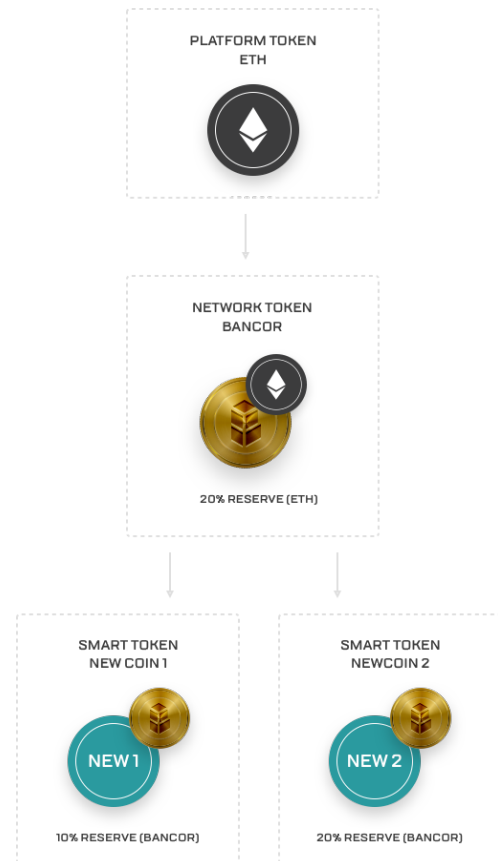 PLATFORM TOKEN
ETH
NETWORK TOKEN
BANCOR
20% RESERVE (ETH)
SMART TOKEN
NEW COIN 1
NEW 1
10% RESERVE (BANCOR)
SMART TOKEN
NEWCOIN 2
NEW 2
20% RESERVE (BANCOR)